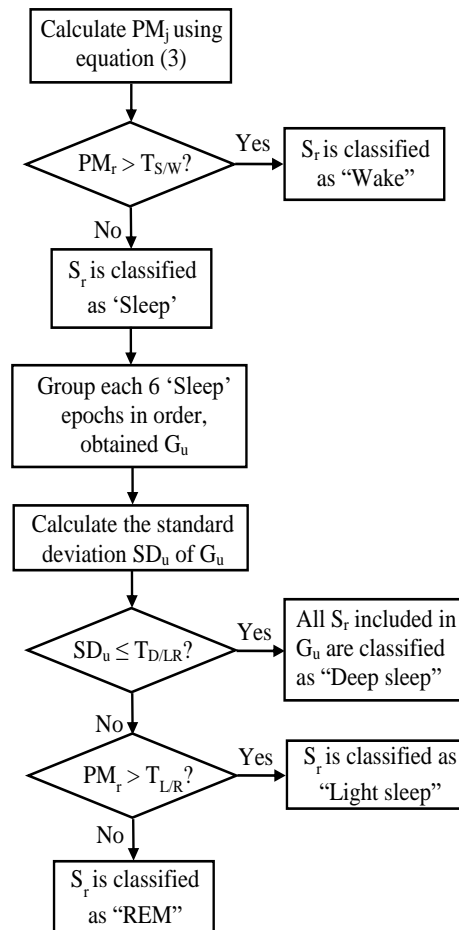 Calculate PMj using
equation (3)
PMr > TS/W?
Yes
Sr is classified
as “Wake”
No
Sr is classified
as ‘Sleep’
Group each 6 ‘Sleep’
epochs in order,
obtained Gu
Calculate the standard
deviation SDu of Gu
SDu ≤ TD/LR?
Yes
All Sr included in
Gu are classified
as “Deep sleep”
No
PMr > TL/R?
Yes
Sr is classified as
“Light sleep”
No
Sr is classified
as “REM”